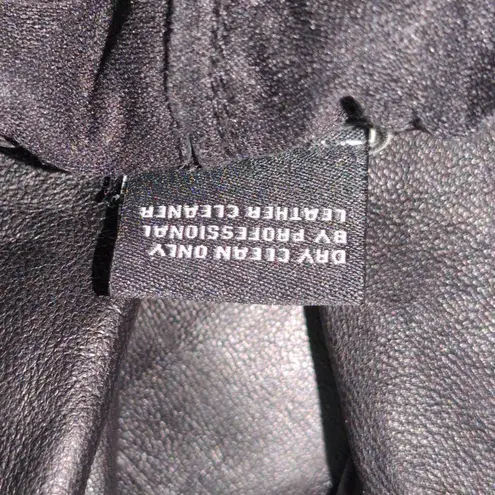 DRY CLEAN ONLY
BY PROFESSIONAL
LEATHER CLEANER